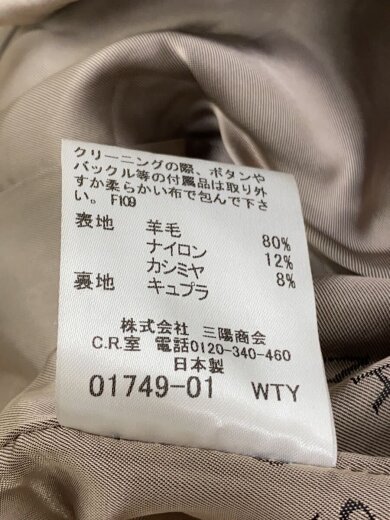 クリーニングの際、ボタンや
バックル等の付属品は取り外
すか柔らかい布で包んで下さ
い。 F109
表地 羊毛 80%
ナイロン 12%
カシミヤ 8%
裏地 キュプラ
株式会社 三陽商会
C.R.室 電話0120-340-460
日本製
01749-01 WTY